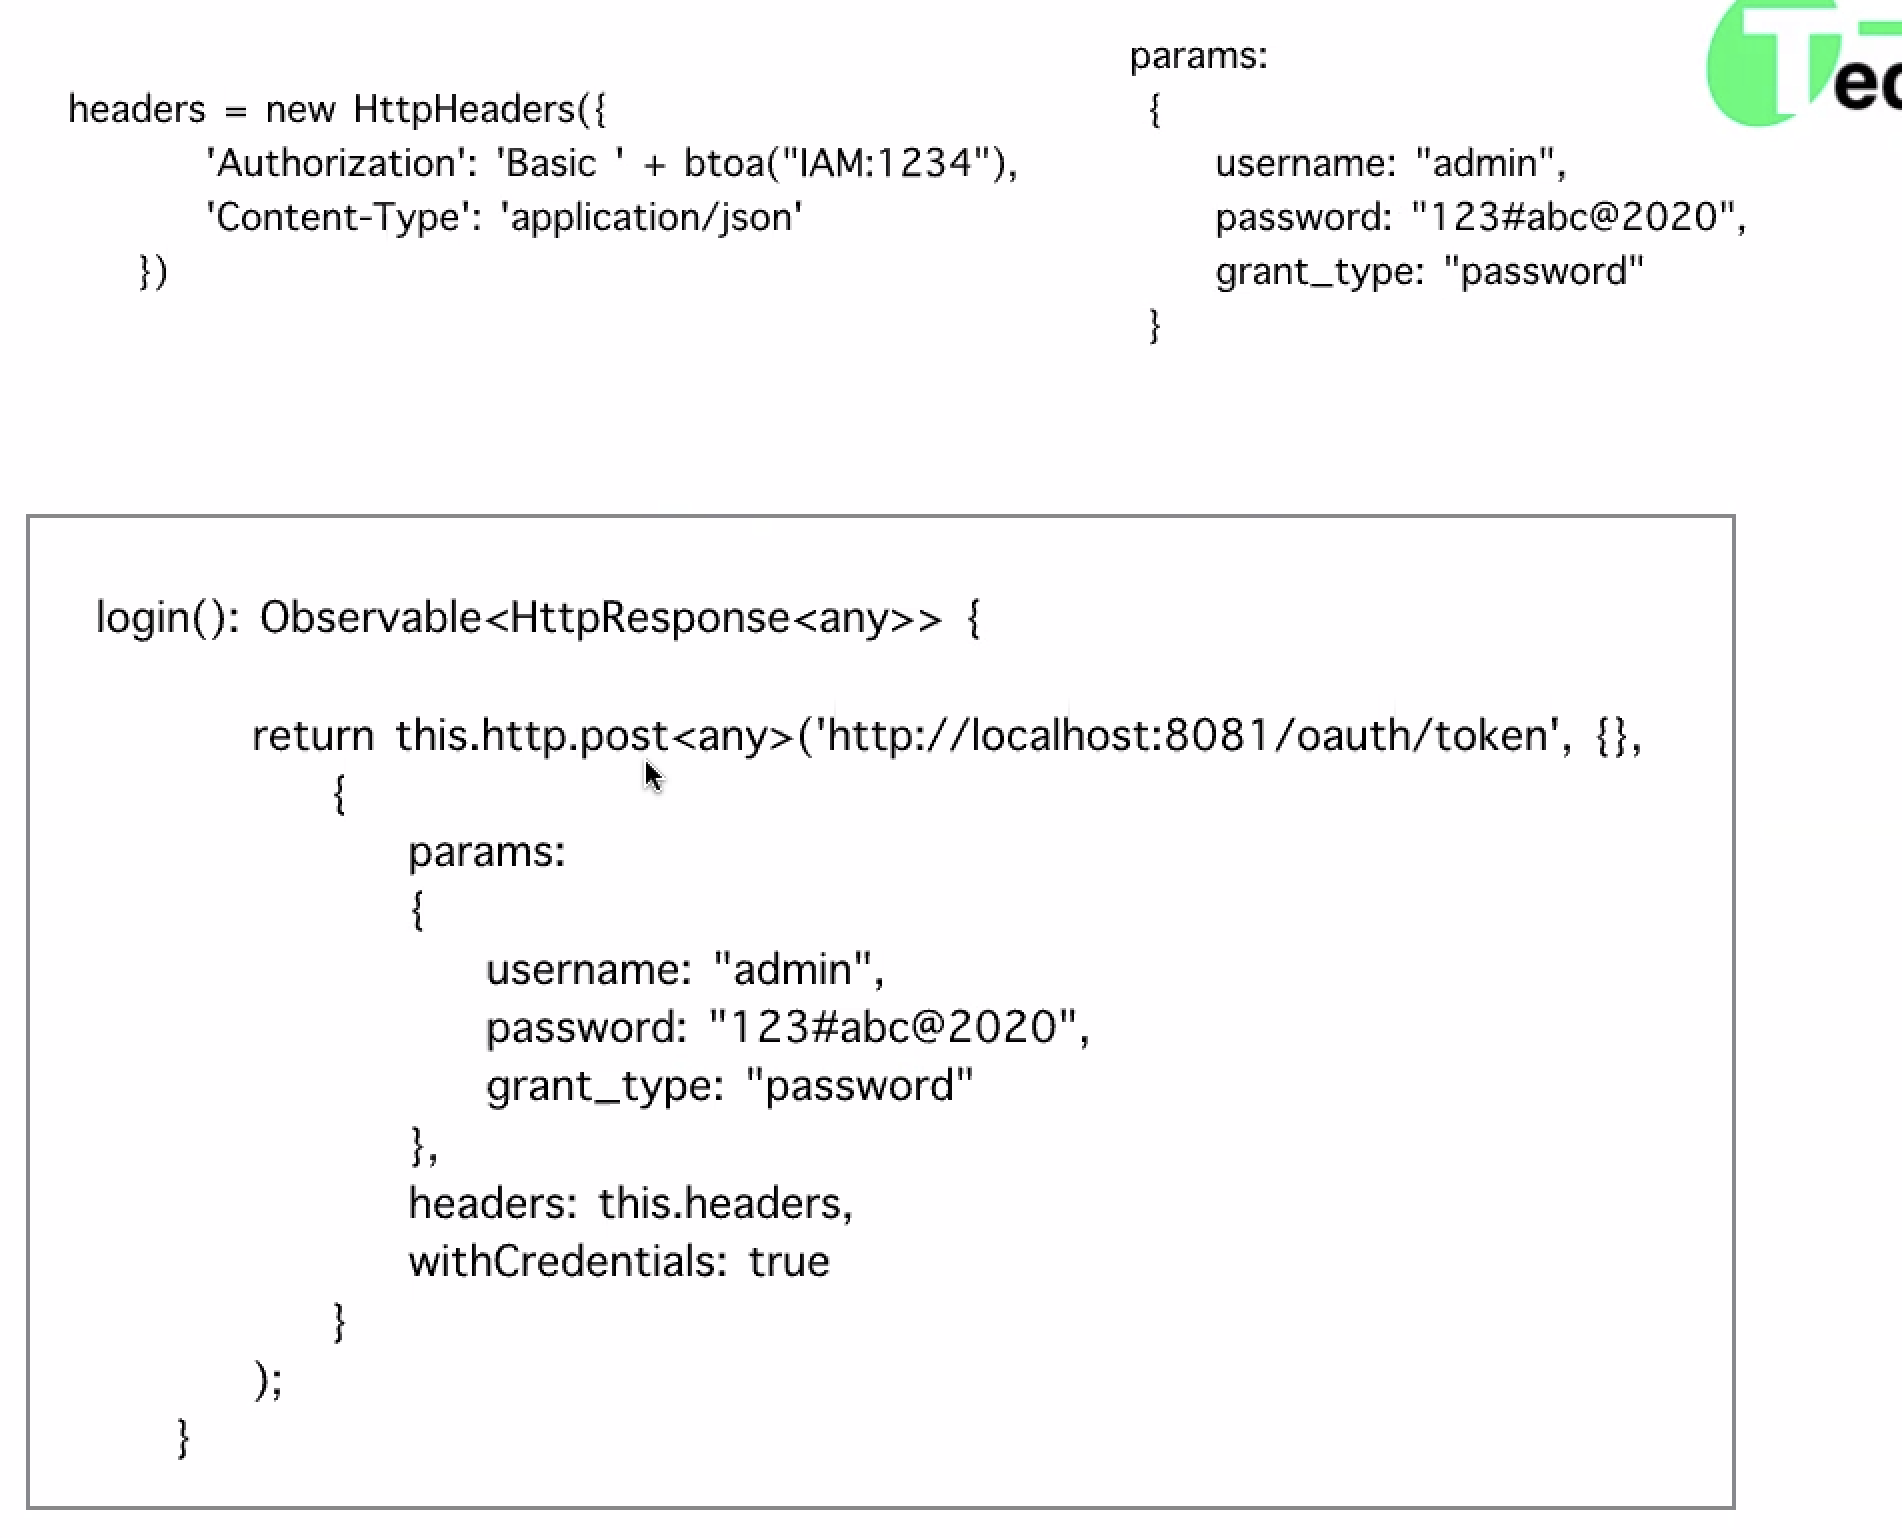 headers = new HttpHeaders({
'Authorization': 'Basic ' + btoa("IAM:1234"),
'Content-Type': 'application/json'
})
params:
{
username: "admin",
password: "123#abc@2020",
grant_type: "password"
}
Tec
login(): Observable<HttpResponse<any>> {
return this.http.post<any>('http://localhost:8081/oauth/token', {},
{
params:
{
username: "admin",
password: "123#abc@2020",
grant_type: "password"
},
headers: this.headers,
withCredentials: true
}
);
}